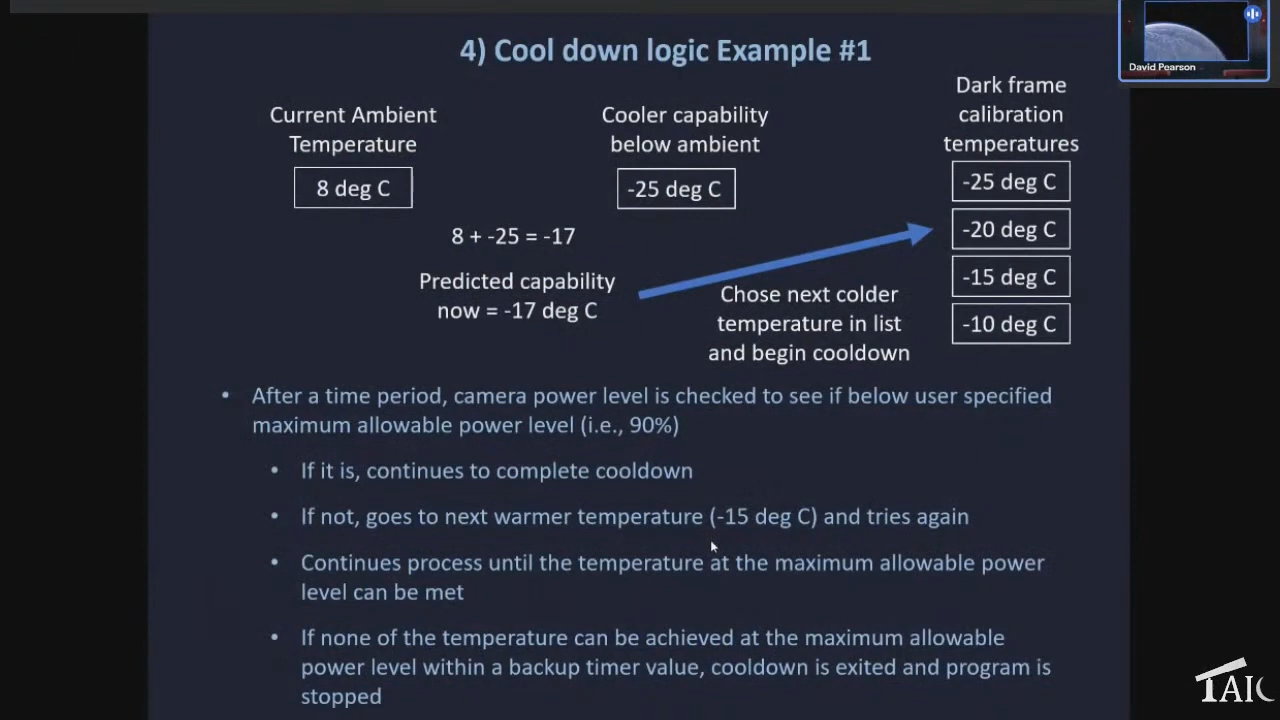 4) Cool down logic Example #1
David Pearson
Current Ambient
Temperature
8 deg C
Cooler capability
below ambient
-25 deg C
Dark frame
calibration
temperatures
-25 deg C
-20 deg C
-15 deg C
-10 deg C
8 + -25 = -17
Predicted capability
now = -17 deg C
Chose next colder
temperature in list
and begin cooldown
• After a time period, camera power level is checked to see if below user specified
maximum allowable power level (i.e., 90%)
• If it is, continues to complete cooldown
• If not, goes to next warmer temperature (-15 deg C) and tries again
• Continues process until the temperature at the maximum allowable power
level can be met
• If none of the temperature can be achieved at the maximum allowable
power level within a backup timer value, cooldown is exited and program is
stopped
TAIC